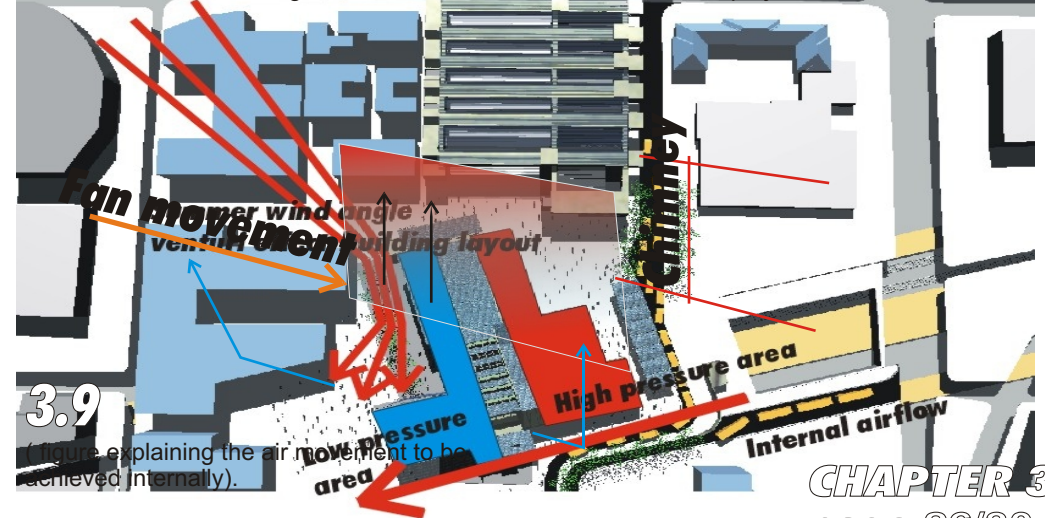 chimney
Fan movement
summer wind angle
venturi building layout
High pressure area
Internal airflow
Low pressure
area
3.9
( figure explaining the air movement to be
achieved internally).
CHAPTER 3